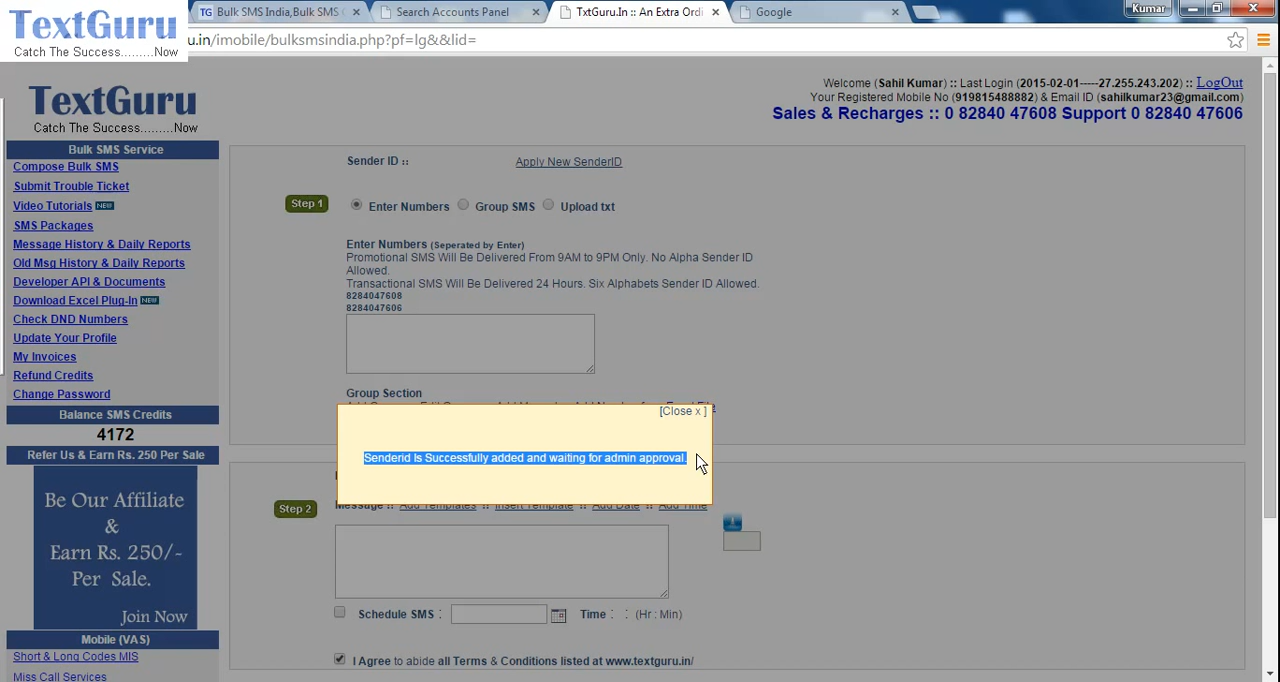 TextGuru
Catch The Success.........Now
TG Bulk SMS India,Bulk SMS
Search Accounts Panel
TxtGuru.In :: An Extra Ordi
Google
Kumar
u.in/imobile/bulksmsindia.php?pf=lg&&lid=
TextGuru
Catch The Success.........Now
Welcome (Sahil Kumar) :: Last Login (2015-02-01-----27.255.243.202) :: LogOut
Your Registered Mobile No (919815488882) & Email ID (sahilkumar23@gmail.com)
Sales & Recharges :: 0 82840 47608 Support 0 82840 47606
Bulk SMS Service
Compose Bulk SMS
Submit Trouble Ticket
Video Tutorials NEW
SMS Packages
Message History & Daily Reports
Old Msg History & Daily Reports
Developer API & Documents
Download Excel Plug-In NEW
Check DND Numbers
Update Your Profile
My Invoices
Refund Credits
Change Password
Balance SMS Credits
4172
Refer Us & Earn Rs. 250 Per Sale
Be Our Affiliate
&
Earn Rs. 250/-
Per Sale.
Join Now
Mobile (VAS)
Short & Long Codes MIS
Miss Call Services
Sender ID :: Apply New SenderID
Step 1
Enter Numbers Group SMS Upload txt
Enter Numbers (Seperated by Enter)
Promotional SMS Will Be Delivered From 9AM to 9PM Only. No Alpha Sender ID
Allowed.
Transactional SMS Will Be Delivered 24 Hours. Six Alphabets Sender ID Allowed.
8284047608
8284047606
Group Section
[Close x ]
Senderid Is Successfully added and waiting for admin approval.
Step 2
Message :: Add Templates :: Insert Template :: Add Date :: Add Time
Schedule SMS : Time : : (Hr : Min)
I Agree to abide all Terms & Conditions listed at www.textguru.in/